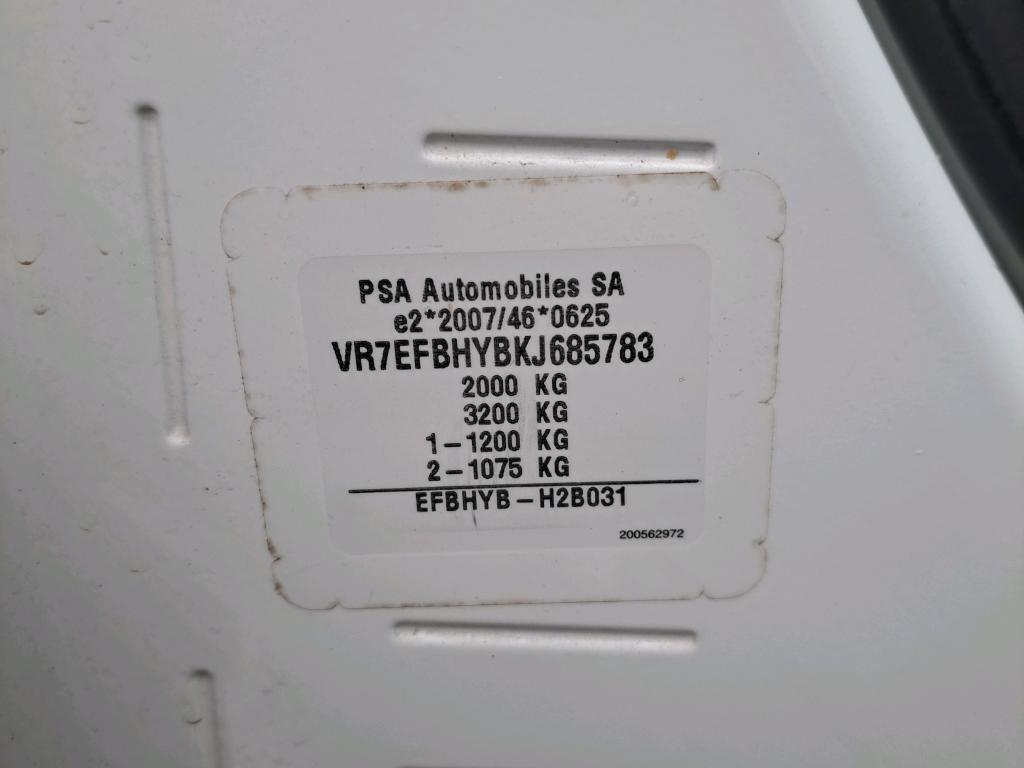 PSA Automobiles SA
e2*2007/46*0625
VR7EFBHYBKJ685783
2000 KG
3200 KG
1-1200 KG
2-1075 KG
EFBHYB-H2B031
200562972